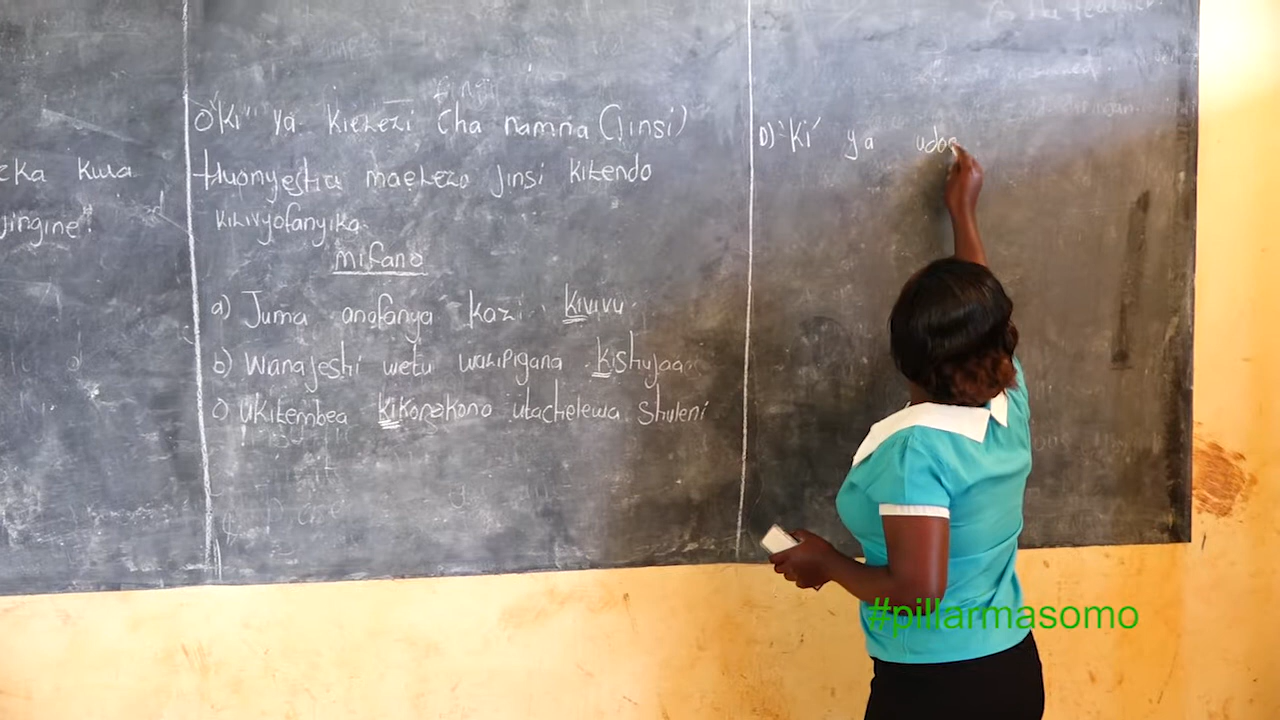 eka kwa
jingine"
c) "Ki" ya kielezi cha namna (jinsi)
Huonyesha maelezo jinsi kitendo
kilivyofanyika
mifano
a) Juma anafanya kazi kivivu.
b) Wanajeshi wetu walipigana kishujaa.
c) Ukitembea kikonokono utachelewa shuleni
D) 'Ki' ya udog
#pillarmasomo